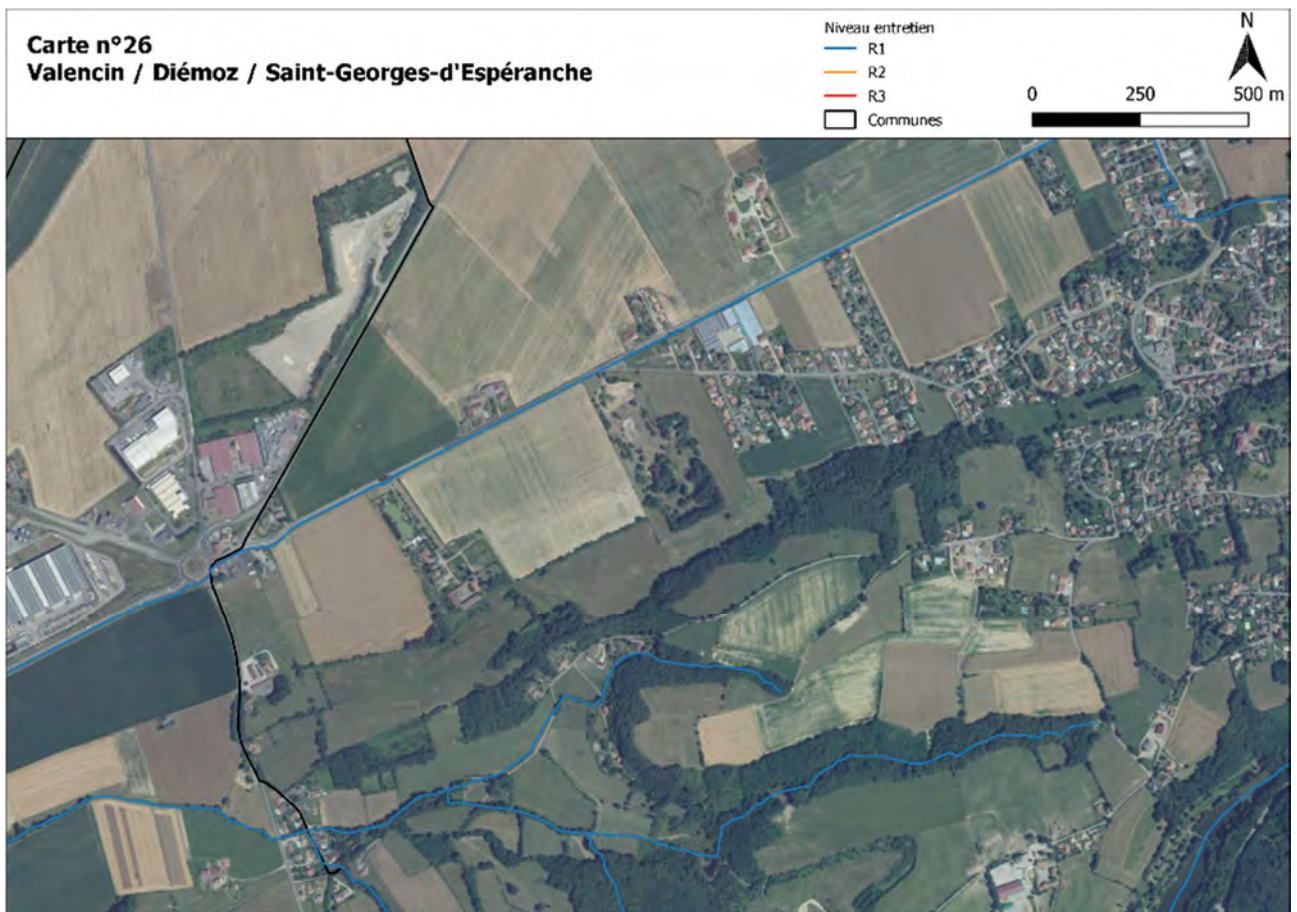 Carte n°26
Valencin / Diémoz / Saint-Georges-d'Espéranche
Niveau entretien
R1
R2
R3
Communes
N
0 250 500 m